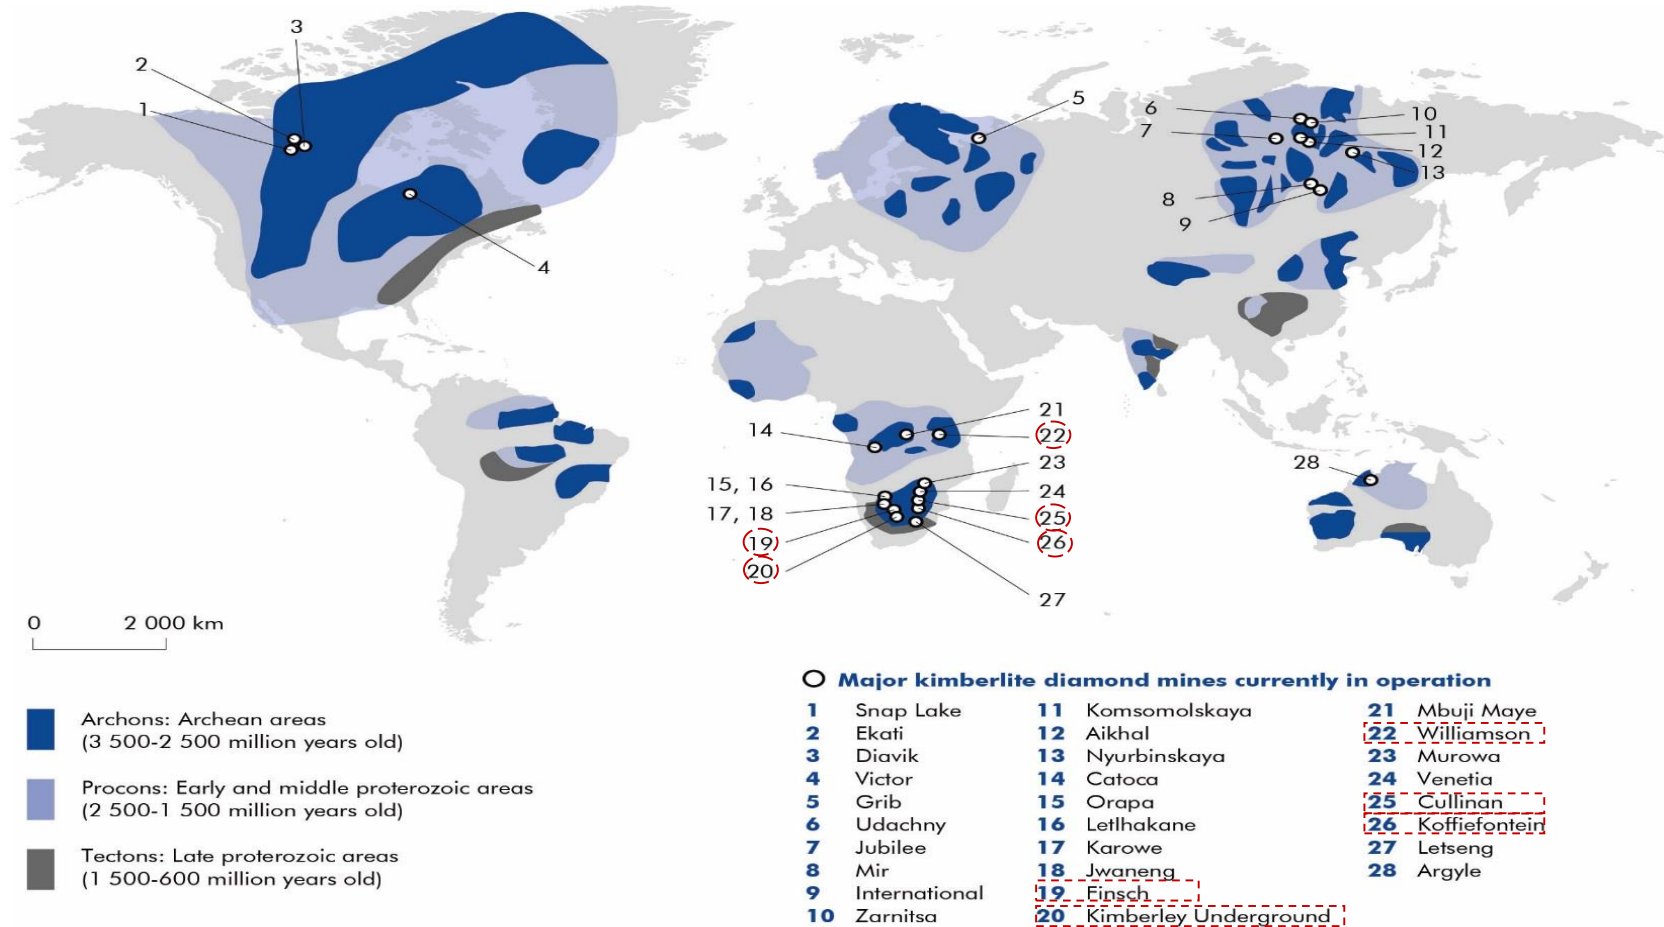 3
2
1
4
5
6
7
8
9
10
11
12
13
14
15, 16
17, 18
19
20
21
22
23
24
25
26
27
28
0 2 000 km
Archons: Archean areas
(3 500-2 500 million years old)
Procons: Early and middle proterozoic areas
(2 500-1 500 million years old)
Tectons: Late proterozoic areas
(1 500-600 million years old)
Major kimberlite diamond mines currently in operation
1 Snap Lake
2 Ekati
3 Diavik
4 Victor
5 Grib
6 Udachny
7 Jubilee
8 Mir
9 International
10 Zarnitsa
11 Komsomolskaya
12 Aikhal
13 Nyurbinskaya
14 Catoca
15 Orapa
16 Letlhakane
17 Karowe
18 Jwaneng
19 Finsch
20 Kimberley Underground
21 Mbuji Maye
22 Williamson
23 Murowa
24 Venetia
25 Cullinan
26 Koffiefontein
27 Letseng
28 Argyle